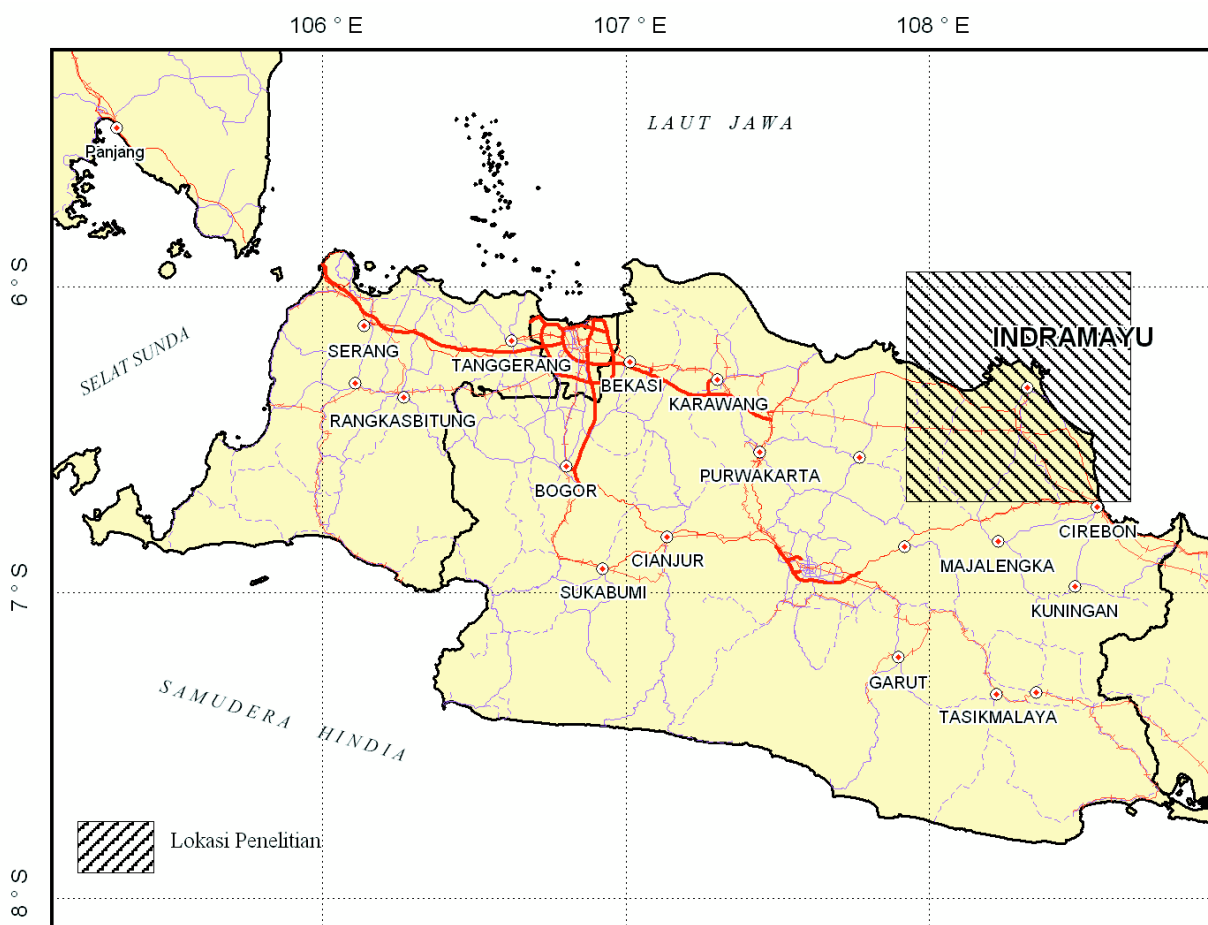 106 ° E
107 ° E
108 ° E
LAUT JAWA
Panjang
6 ° S
INDRAMAYU
SELAT SUNDA
SERANG
TANGGERANG
BEKASI
KARAWANG
RANGKASBITUNG
PURWAKARTA
BOGOR
CIREBON
CIANJUR
MAJALENGKA
7 ° S
SUKABUMI
KUNINGAN
GARUT
TASIKMALAYA
SAMUDERA HINDIA
Lokasi Penelitian
8 ° S